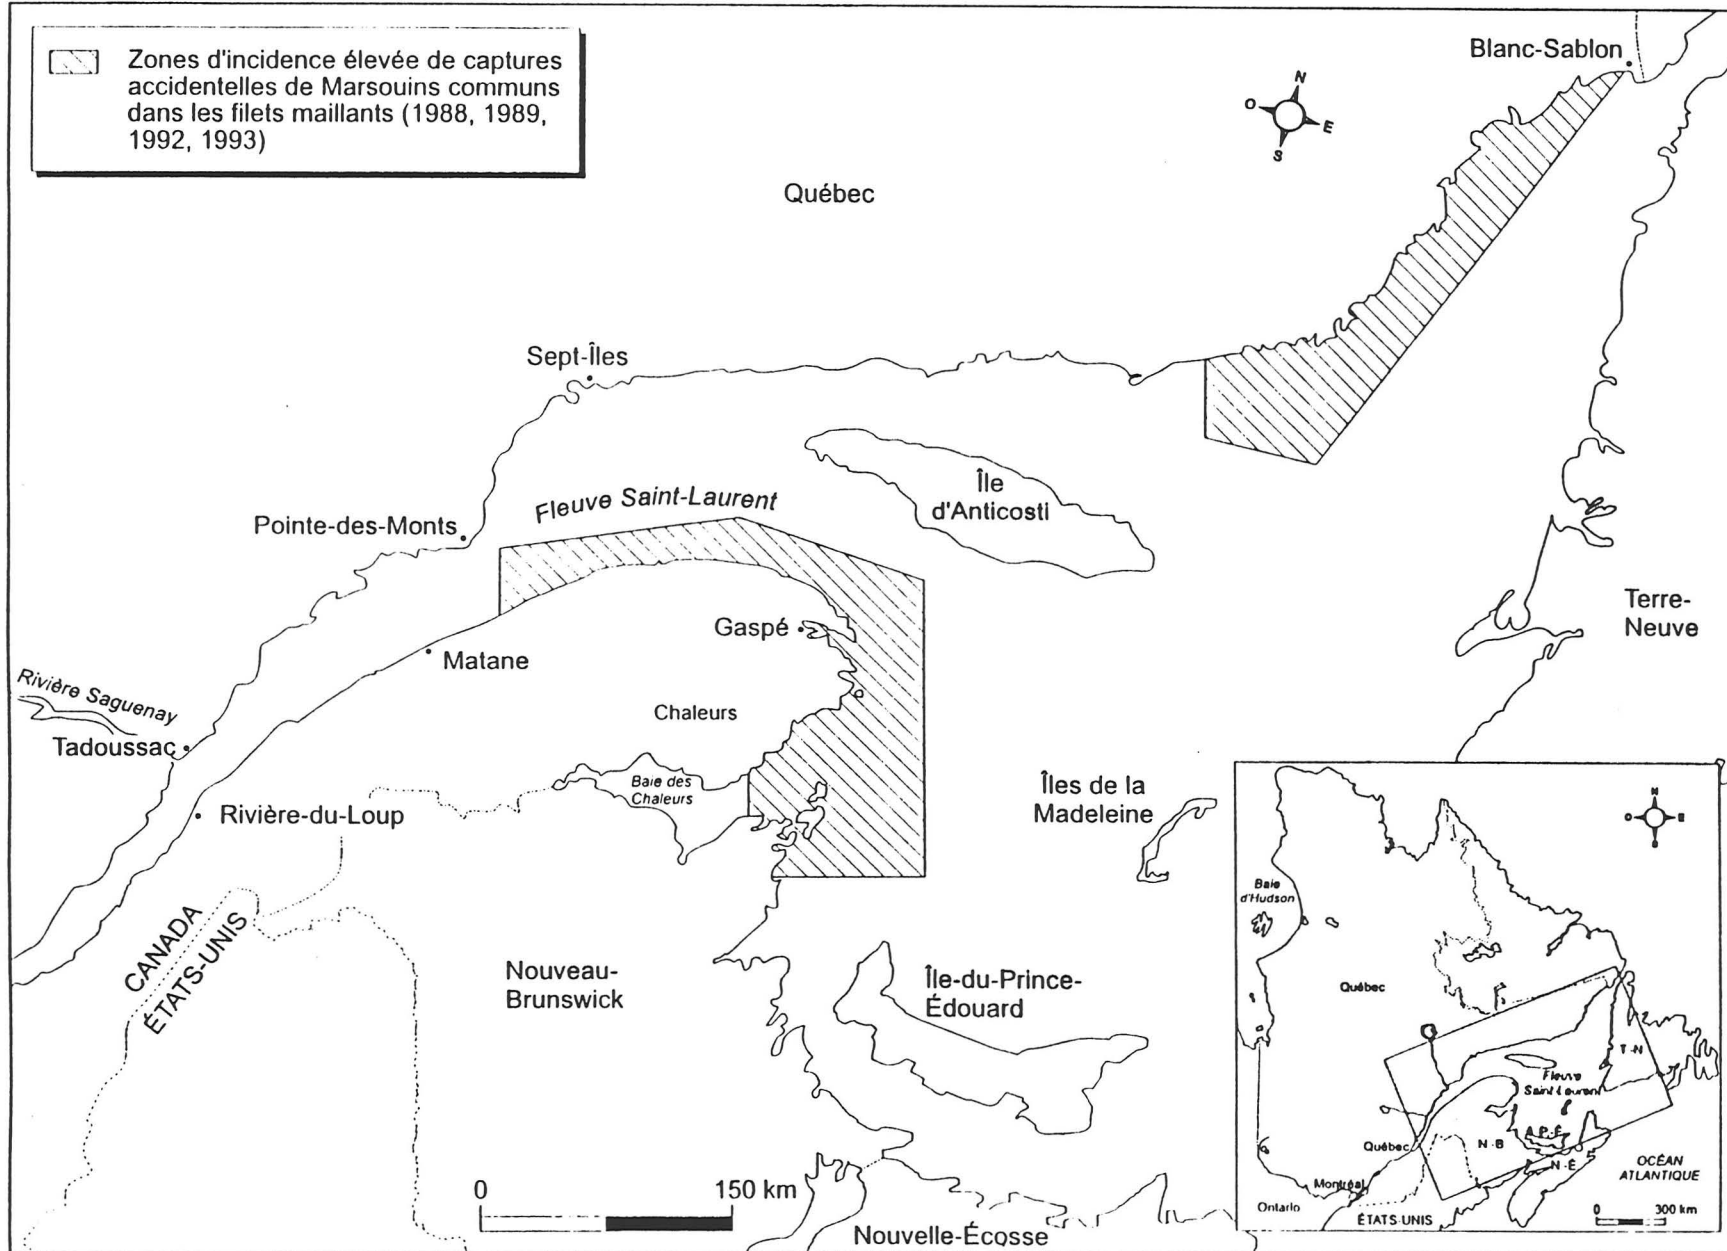 Zones d'incidence élevée de captures
accidentelles de Marsouins communs
dans les filets maillants (1988, 1989,
1992, 1993)
Blanc-Sablon
N
O
E
S
Québec
Sept-Îles
Île
d'Anticosti
Fleuve Saint-Laurent
Pointe-des-Monts
Terre-
Neuve
Gaspé
Matane
Rivière Saguenay
Chaleurs
Tadoussac
Baie des
Chaleurs
Îles de la
Madeleine
Rivière-du-Loup
CANADA
ÉTATS-UNIS
Nouveau-
Brunswick
Île-du-Prince-
Édouard
0
150 km
Nouvelle-Écosse
N
O
Baie
d'Hudson
Québec
T-N
Fleuve
Saint-Laurent
Québec
N-B
N-É
OCÉAN
ATLANTIQUE
Montréal
Ontario
ÉTATS-UNIS
0
300 km